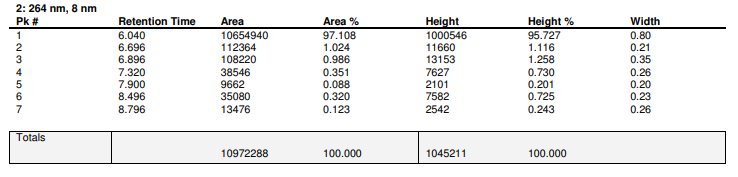 2: 264 nm, 8 nm
Pk # Retention Time Area Area % Height Height % Width
1 6.040 10654940 97.108 1000546 95.727 0.80
2 6.696 112364 1.024 11660 1.116 0.21
3 6.896 108220 0.986 13153 1.258 0.35
4 7.320 38546 0.351 7627 0.730 0.26
5 7.900 9662 0.088 2101 0.201 0.20
6 8.496 35080 0.320 7582 0.725 0.23
7 8.796 13476 0.123 2542 0.243 0.26
Totals
10972288 100.000 1045211 100.000